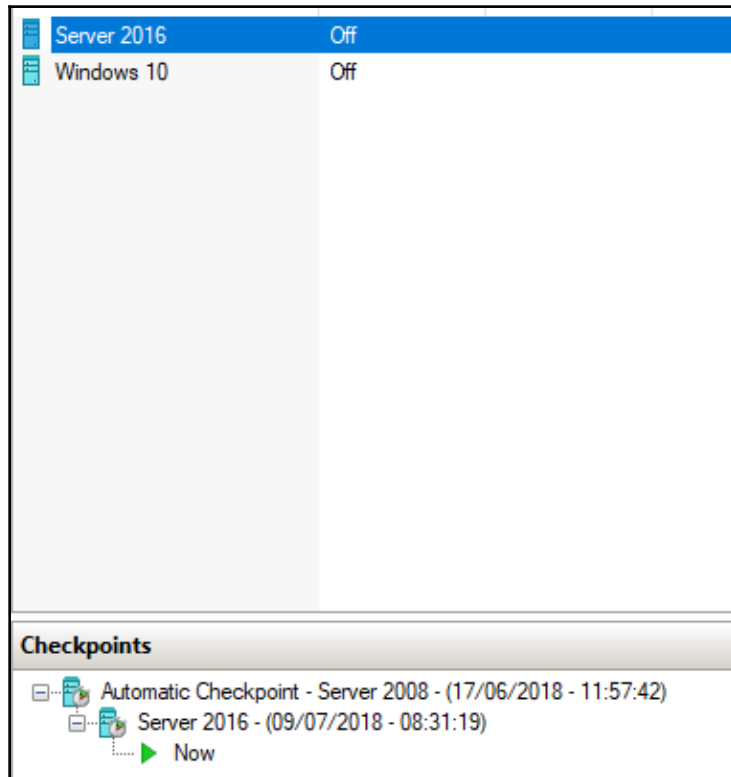 Server 2016 Off
Windows 10 Off
Checkpoints
Automatic Checkpoint - Server 2008 - (17/06/2018 - 11:57:42)
Server 2016 - (09/07/2018 - 08:31:19)
Now